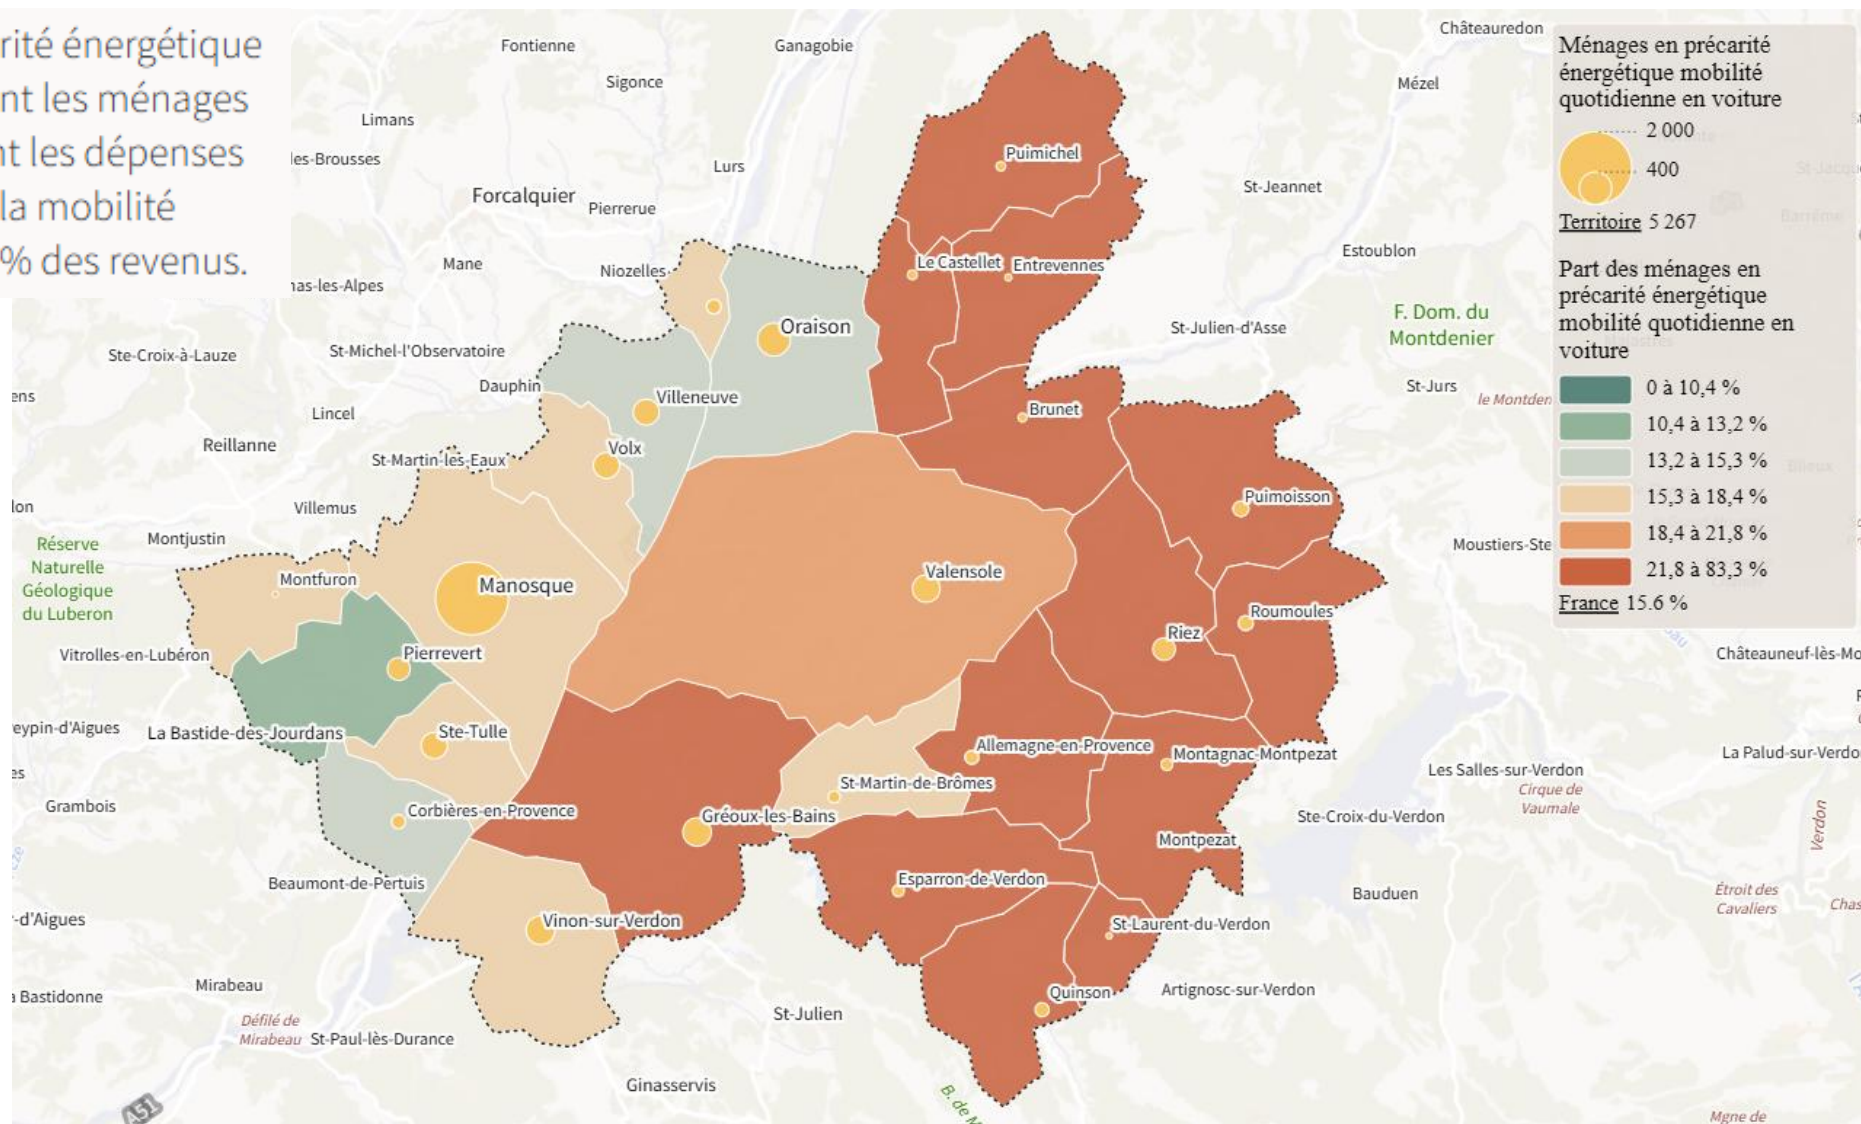 rité énergétique
nt les ménages
nt les dépenses
la mobilité
% des revenus.
Fontienne
Ganagobie
Châteauredon
Sigonce
Mézel
Limans
les-Brousses
Lurs
Puimichel
Forcalquier
Pierrerue
St-Jeannet
Mane
Niozelles
Le Castellet
Entrevennes
Estoublon
nas-les-Alpes
Oraison
St-Julien-d'Asse
F. Dom. du
Montdenier
Ste-Croix-à-Lauze
St-Michel-l'Observatoire
Dauphin
Villeneuve
St-Jurs
le Monten
Lincel
Brunet
Reillanne
Volx
St-Martin-les-Eaux
Villemus
Puimoisson
Montjustin
Moustiers-Ste
Réserve
Naturelle
Géologique
du Luberon
Montfuron
Manosque
Valensole
Roumoules
Riez
Vitrolles-en-Lubéron
Pierrevert
Châteauneuf-lès-Mo
eypin-d'Aigues
La Bastide-des-Jourdans
Ste-Tulle
Allemagne-en-Provence
Montagnac-Montpezat
La Palud-sur-Verdo
Les Salles-sur-Verdon
Cirque de
Vaumale
St-Martin-de-Brômes
Grambois
Corbières-en-Provence
Gréoux-les-Bains
Ste-Croix-du-Verdon
Verdon
Montpezat
Beaumont-de-Pertuis
Esparron-de-Verdon
Bauduen
Étroit des
Cavaliers
Chas
-d'Aigues
Vinon-sur-Verdon
St-Laurent-du-Verdon
Mirabeau
a Bastidonne
Quinson
Artignosc-sur-Verdon
St-Julien
Défilé de
Mirabeau
St-Paul-lès-Durance
Ginasservis
A51
B. de M
Mgne de
Ménages en précarité
énergétique mobilité
quotidienne en voiture
2 000
400
Territoire 5 267
Part des ménages en
précarité énergétique
mobilité quotidienne en
voiture
0 à 10,4 %
10,4 à 13,2 %
13,2 à 15,3 %
15,3 à 18,4 %
18,4 à 21,8 %
21,8 à 83,3 %
France 15.6 %